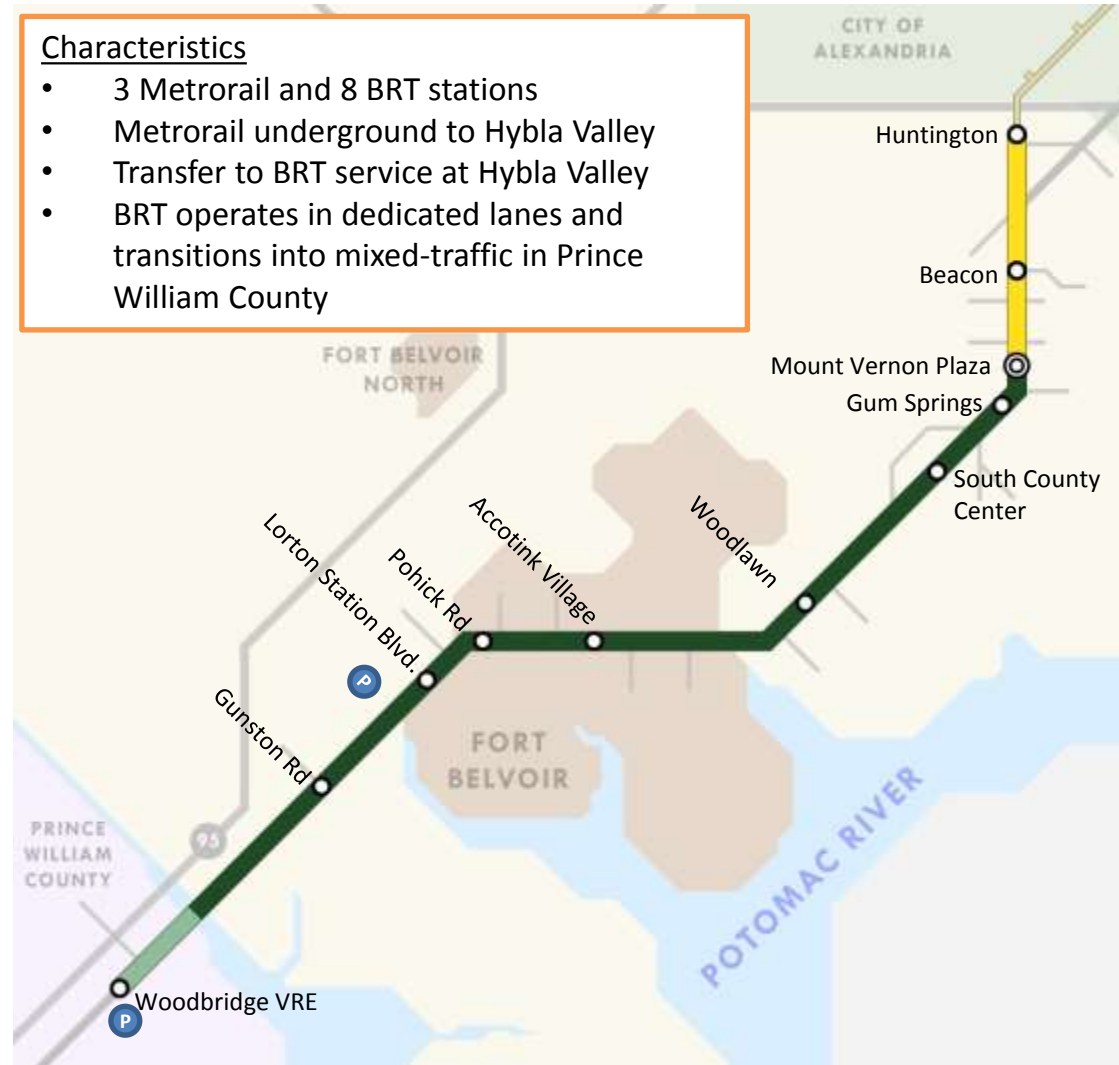 Characteristics
• 3 Metrorail and 8 BRT stations
• Metrorail underground to Hybla Valley
• Transfer to BRT service at Hybla Valley
• BRT operates in dedicated lanes and
transitions into mixed-traffic in Prince
William County
CITY OF
ALEXANDRIA
Huntington
Beacon
FORT BELVOIR
NORTH
Mount Vernon Plaza
Gum Springs
South County
Center
Woodlawn
Accotink Village
Pohick Rd
Lorton Station Blvd.
P
Gunston Rd
FORT
BELVOIR
PRINCE
WILLIAM
COUNTY
95
POTOMAC RIVER
Woodbridge VRE
P